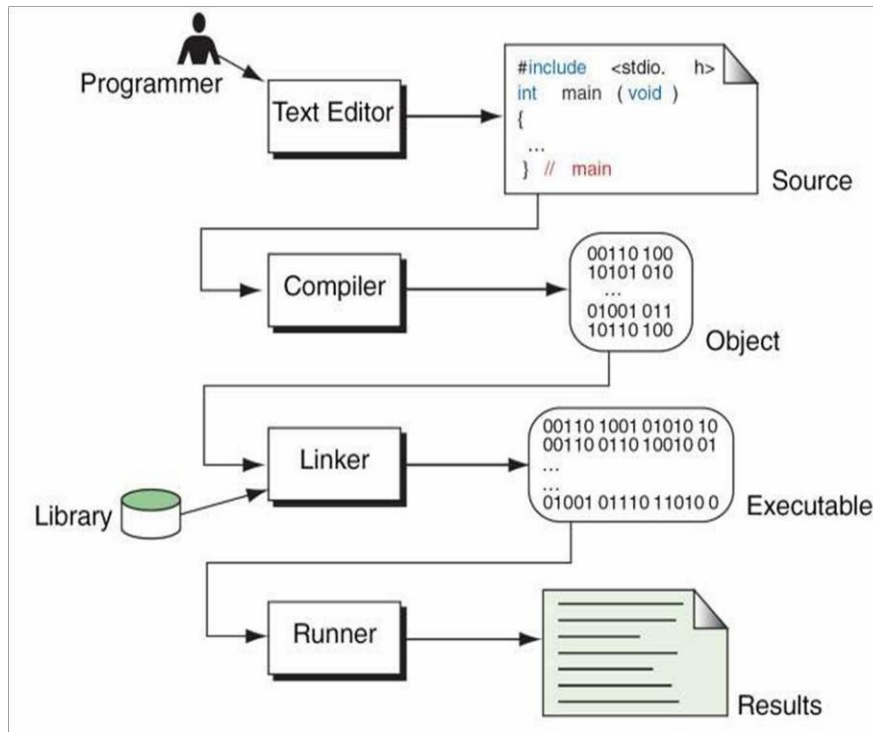 Programmer
Text Editor
#include <stdio. h>
int main ( void )
{
...
} // main
Source
Compiler
00110 100
10101 010
...
01001 011
10110 100
Object
Linker
Library
00110 1001 01010 10
00110 0110 10010 01
...
...
01001 01110 11010 0
Executable
Runner
Results